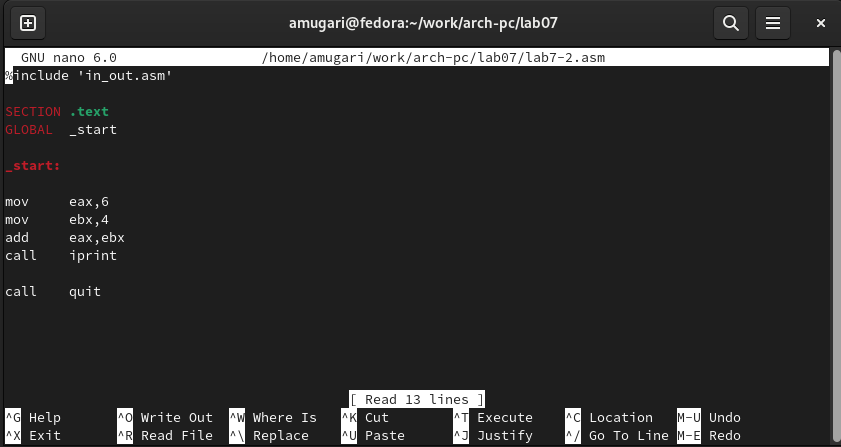 amugari@fedora:~/work/arch-pc/lab07
GNU nano 6.0 /home/amugari/work/arch-pc/lab07/lab7-2.asm
%include 'in_out.asm'
SECTION .text
GLOBAL _start
_start:
mov eax,6
mov ebx,4
add eax,ebx
call iprint
call quit
[ Read 13 lines ]
^G Help ^O Write Out ^W Where Is ^K Cut ^T Execute ^C Location M-U Undo
^X Exit ^R Read File ^\ Replace ^U Paste ^J Justify ^/ Go To Line M-E Redo